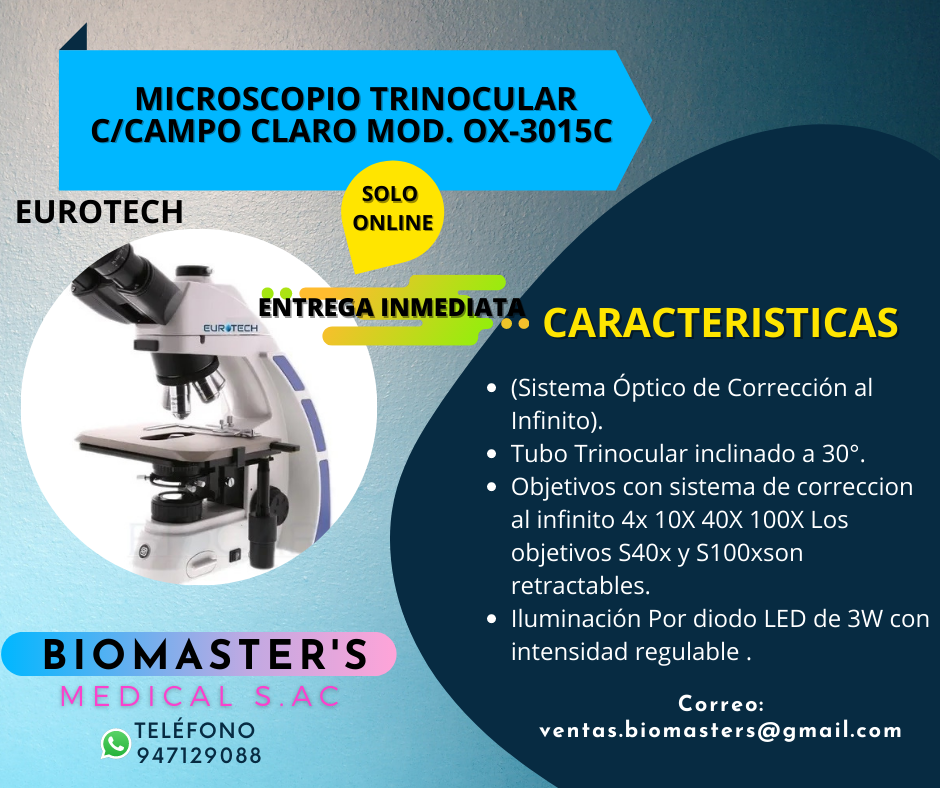 MICROSCOPIO TRINOCULAR
C/CAMPO CLARO MOD. OX-3015C
SOLO
ONLINE
EUROTECH
EUROTECH
ENTREGA INMEDIATA
CARACTERISTICAS
(Sistema Óptico de Corrección al
Infinito).
Tubo Trinocular inclinado a 30°.
Objetivos con sistema de correccion
al infinito 4x 10X 40X 100X Los
objetivos S40x y S100xson
retractables.
Iluminación Por diodo LED de 3W con
intensidad regulable .
BIOMASTER'S
MEDICAL S.AC
TELÉFONO
947129088
Correo:
ventas.biomasters@gmail.com